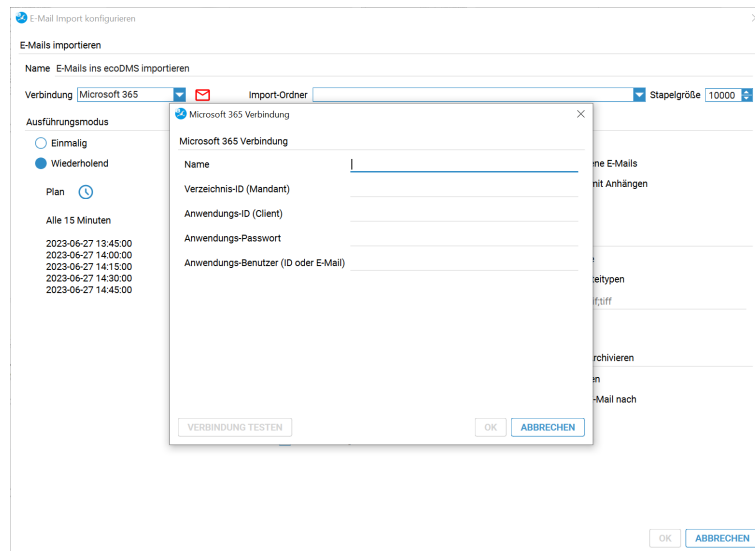 E-Mail Import konfigurieren
E-Mails importieren
Name E-Mails ins ecoDMS importieren
Verbindung Microsoft 365 Import-Ordner Stapelgröße 10000
Ausführungsmodus
Einmalig
Wiederholend
Plan
Alle 15 Minuten
2023-06-27 13:45:00
2023-06-27 14:00:00
2023-06-27 14:15:00
2023-06-27 14:30:00
2023-06-27 14:45:00
Microsoft 365 Verbindung
Microsoft 365 Verbindung
Name
Verzeichnis-ID (Mandant)
Anwendungs-ID (Client)
Anwendungs-Passwort
Anwendungs-Benutzer (ID oder E-Mail)
VERBINDUNG TESTEN OK ABBRECHEN
ne E-Mails
mit Anhängen
teitypen
if;tiff
rchivieren
en
-Mail nach
OK ABBRECHEN